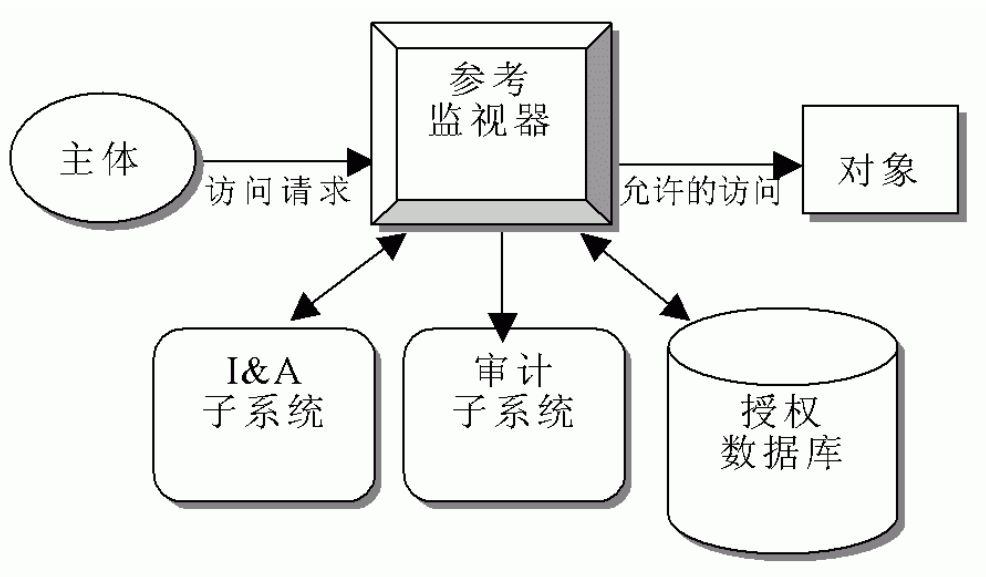 参考
监视器
主体
访问请求
允许的访问
对象
I&A
子系统
审计
子系统
授权
数据库